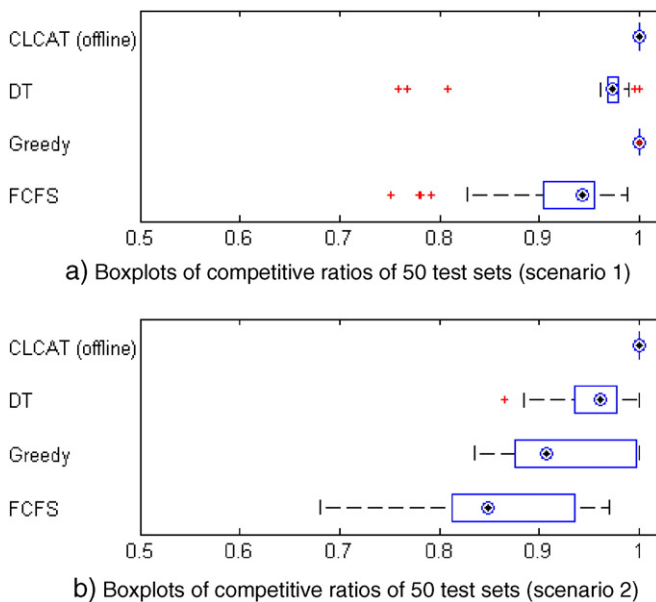 CLCAT (offline)
DT
Greedy
FCFS
0.5 0.6 0.7 0.8 0.9 1
a) Boxplots of competitive ratios of 50 test sets (scenario 1)
CLCAT (offline)
DT
Greedy
FCFS
0.5 0.6 0.7 0.8 0.9 1
b) Boxplots of competitive ratios of 50 test sets (scenario 2)